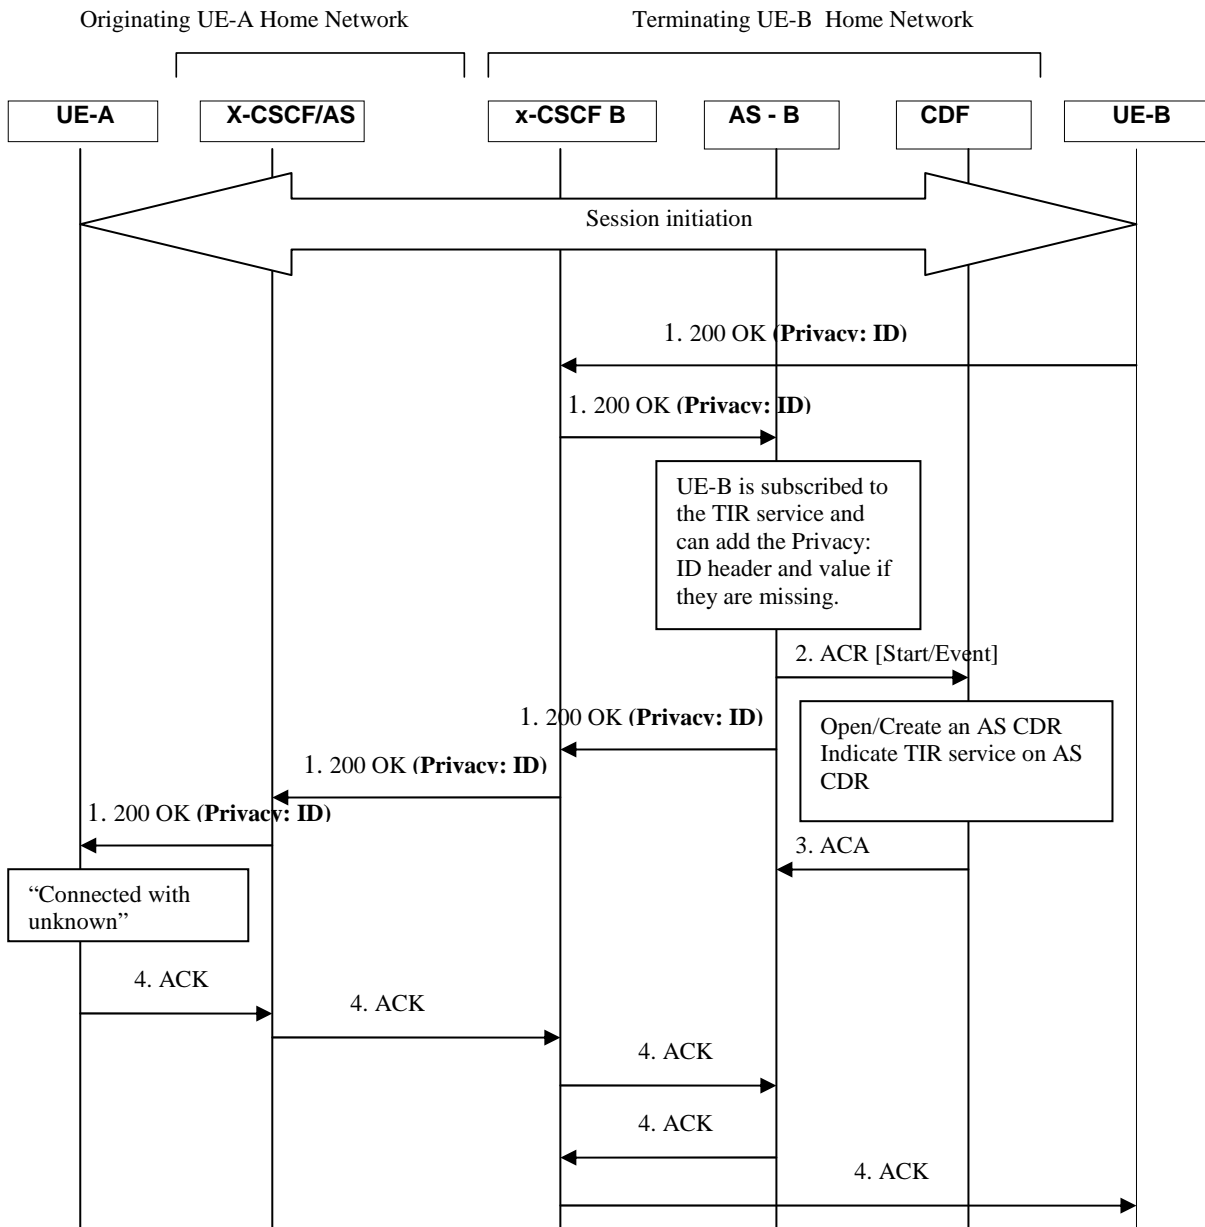 Originating UE-A Home Network
Terminating UE-B Home Network
UE-A
X-CSCF/AS
x-CSCF B
AS - B
CDF
UE-B
Session initiation
1. 200 OK (Privacy: ID)
1. 200 OK (Privacy: ID)
UE-B is subscribed to
the TIR service and
can add the Privacy:
ID header and value if
they are missing.
2. ACR [Start/Event]
1. 200 OK (Privacy: ID)
Open/Create an AS CDR
Indicate TIR service on AS
CDR
1. 200 OK (Privacy: ID)
1. 200 OK (Privacy: ID)
3. ACA
“Connected with
unknown”
4. ACK
4. ACK
4. ACK
4. ACK
4. ACK